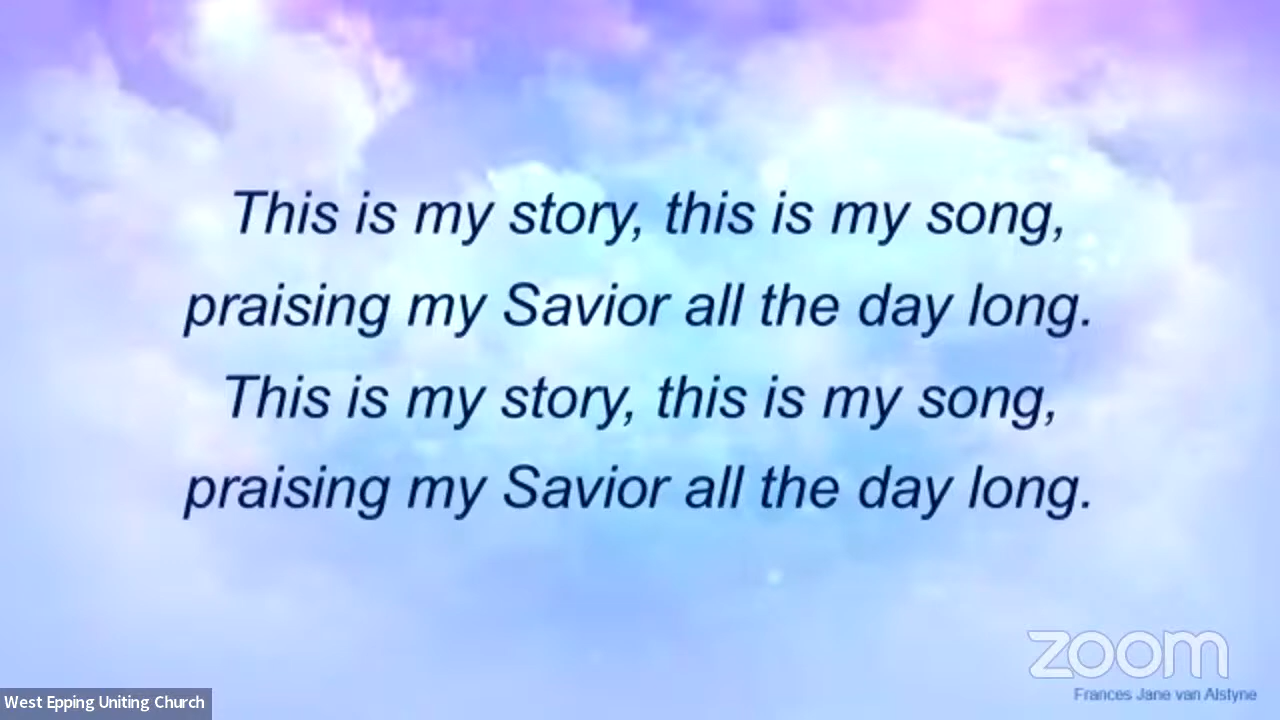 This is my story, this is my song,
praising my Savior all the day long.
This is my story, this is my song,
praising my Savior all the day long.
zoom
Frances Jane van Alstyne
West Epping Uniting Church